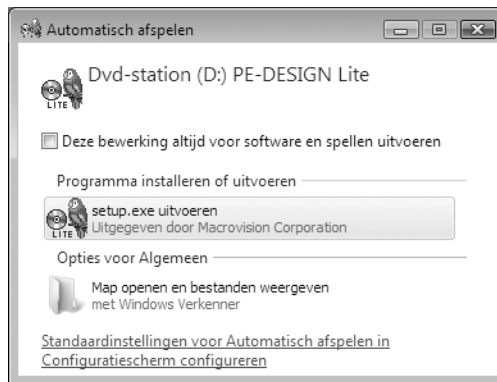 Automatisch afspelen
Dvd-station (D:) PE-DESIGN Lite
LITE
Deze bewerking altijd voor software en spellen uitvoeren
Programma installeren of uitvoeren
setup.exe uitvoeren
Uitgegeven door Macrovision Corporation
LITE
Opties voor Algemeen
Map openen en bestanden weergeven
met Windows Verkenner
Standaardinstellingen voor Automatisch afspelen in
Configuratiescherm configureren